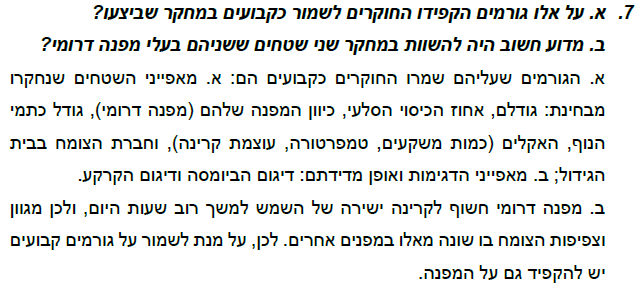 7. א. על אלו גורמים הקפידו החוקרים לשמור כקבועים במחקר שביצעו?
ב. מדוע חשוב היה להשוות במחקר שני שטחים ששניהם בעלי מפנה דרומי?
א. הגורמים שעליהם שמרו החוקרים כקבועים הם: א. מאפייני השטחים שנחקרו
מבחינת: גודלם, אחוז הכיסוי הסלעי, כיוון המפנה שלהם (מפנה דרומי), גודל כתמי
הנוף, האקלים (כמות משקעים, טמפרטורה, עוצמת קרינה), וחברת הצומח בבית
הגידול; ב. מאפייני הדגימות ואופן מדידתם: דיגום הביומסה ודיגום הקרקע.
ב. מפנה דרומי חשוף לקרינה ישירה של השמש למשך רוב שעות היום, ולכן מגוון
וצפיפות הצומח בו שונה מאלו במפנים אחרים. לכן, על מנת לשמור על גורמים קבועים
יש להקפיד גם על המפנה.